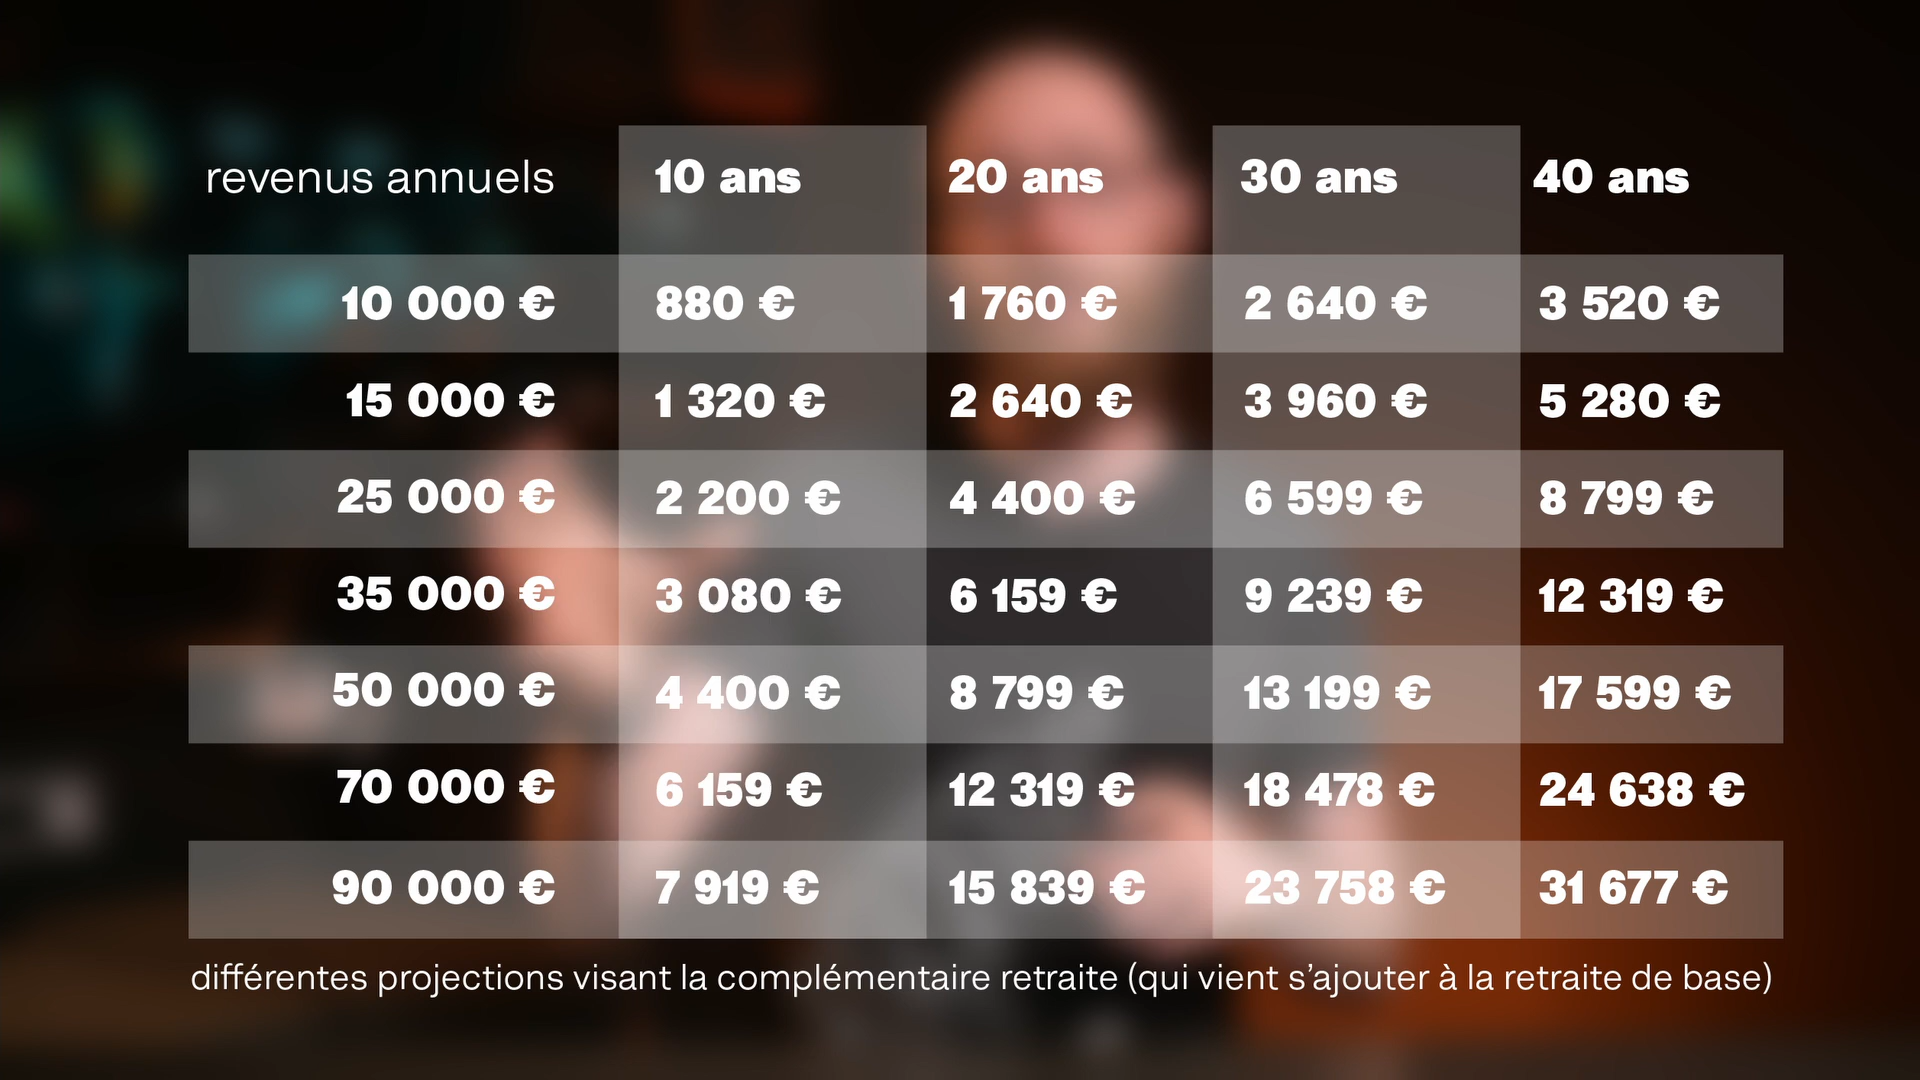 revenus annuels 10 ans 20 ans 30 ans 40 ans
10 000 € 880 € 1 760 € 2 640 € 3 520 €
15 000 € 1 320 € 2 640 € 3 960 € 5 280 €
25 000 € 2 200 € 4 400 € 6 599 € 8 799 €
35 000 € 3 080 € 6 159 € 9 239 € 12 319 €
50 000 € 4 400 € 8 799 € 13 199 € 17 599 €
70 000 € 6 159 € 12 319 € 18 478 € 24 638 €
90 000 € 7 919 € 15 839 € 23 758 € 31 677 €
différentes projections visant la complémentaire retraite (qui vient s’ajouter à la retraite de base)